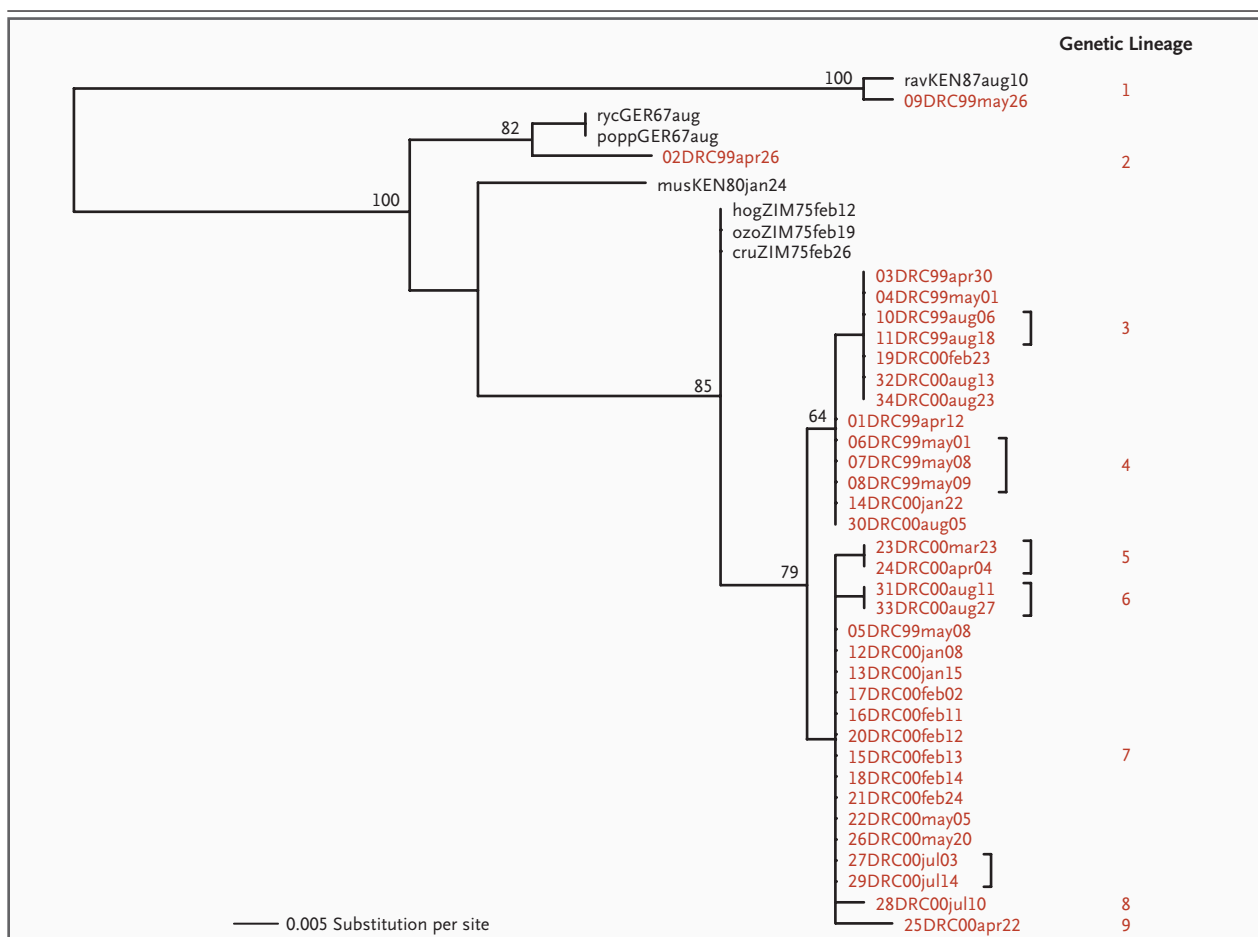 Genetic Lineage
100
ravKEN87aug10
1
09DRC99may26
rycGER67aug
82
poppGER67aug
02DRC99apr26
2
musKEN80jan24
100
hogZIM75feb12
ozoZIM75feb19
cruZIM75feb26
03DRC99apr30
04DRC99may01
10DRC99aug06
3
11DRC99aug18
19DRC00feb23
32DRC00aug13
85
34DRC00aug23
64
01DRC99apr12
06DRC99may01
07DRC99may08
4
08DRC99may09
14DRC00jan22
30DRC00aug05
23DRC00mar23
5
79
24DRC00apr04
31DRC00aug11
6
33DRC00aug27
05DRC99may08
12DRC00jan08
13DRC00jan15
17DRC00feb02
16DRC00feb11
20DRC00feb12
15DRC00feb13
7
18DRC00feb14
21DRC00feb24
22DRC00may05
26DRC00may20
27DRC00jul03
29DRC00jul14
28DRC00jul10
8
25DRC00apr22
9
0.005 Substitution per site